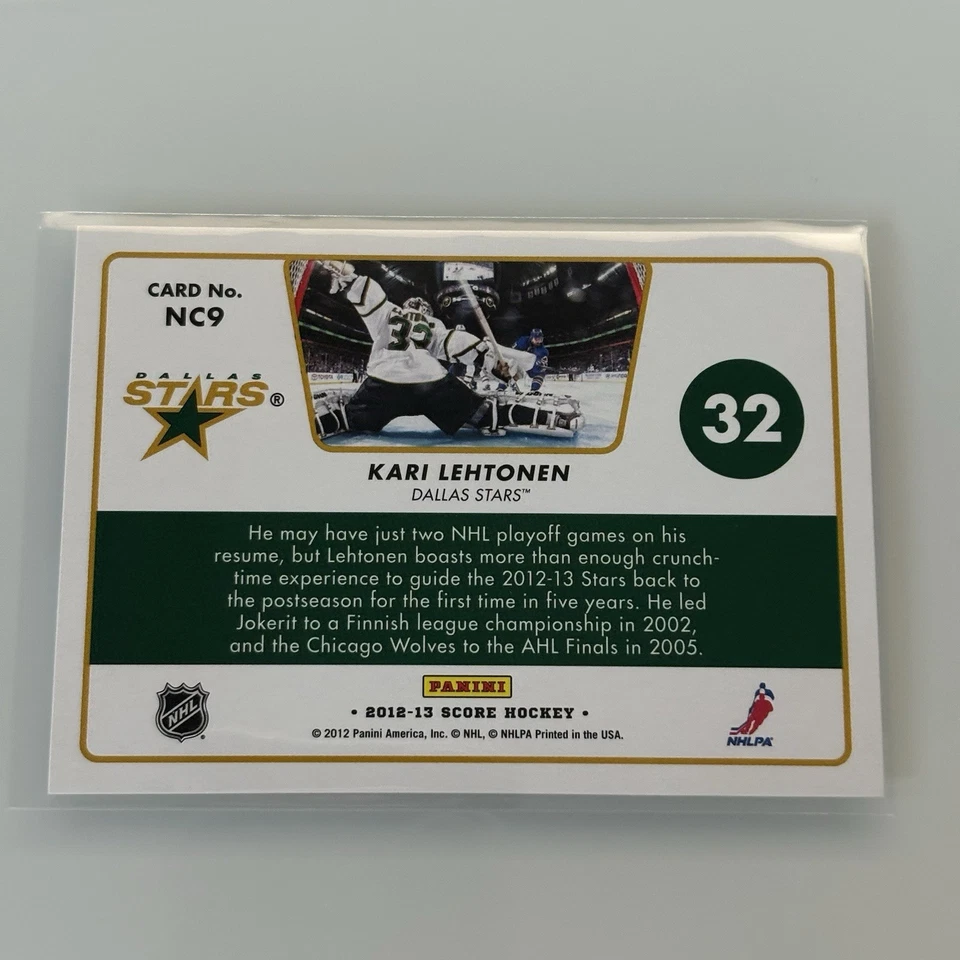 CARD No.
NC9
DALLAS
STARS®
32
32
KARI LEHTONEN
DALLAS STARS™
He may have just two NHL playoff games on his
resume, but Lehtonen boasts more than enough crunch-
time experience to guide the 2012-13 Stars back to
the postseason for the first time in five years. He led
Jokerit to a Finnish league championship in 2002,
and the Chicago Wolves to the AHL Finals in 2005.
NHL
PANINI
• 2012-13 SCORE HOCKEY •
© 2012 Panini America, Inc. © NHL, © NHLPA Printed in the USA.
NHLPA